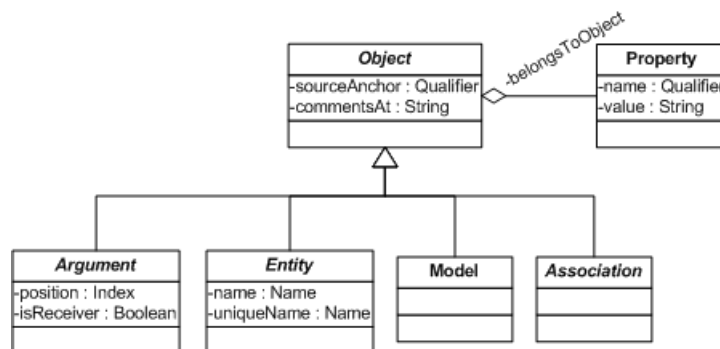 Object
-sourceAnchor : Qualifier
-commentsAt : String
-belongsToObject
Property
-name : Qualifier
-value : String
Argument
-position : Index
-isReceiver : Boolean
Entity
-name : Name
-uniqueName : Name
Model
Association